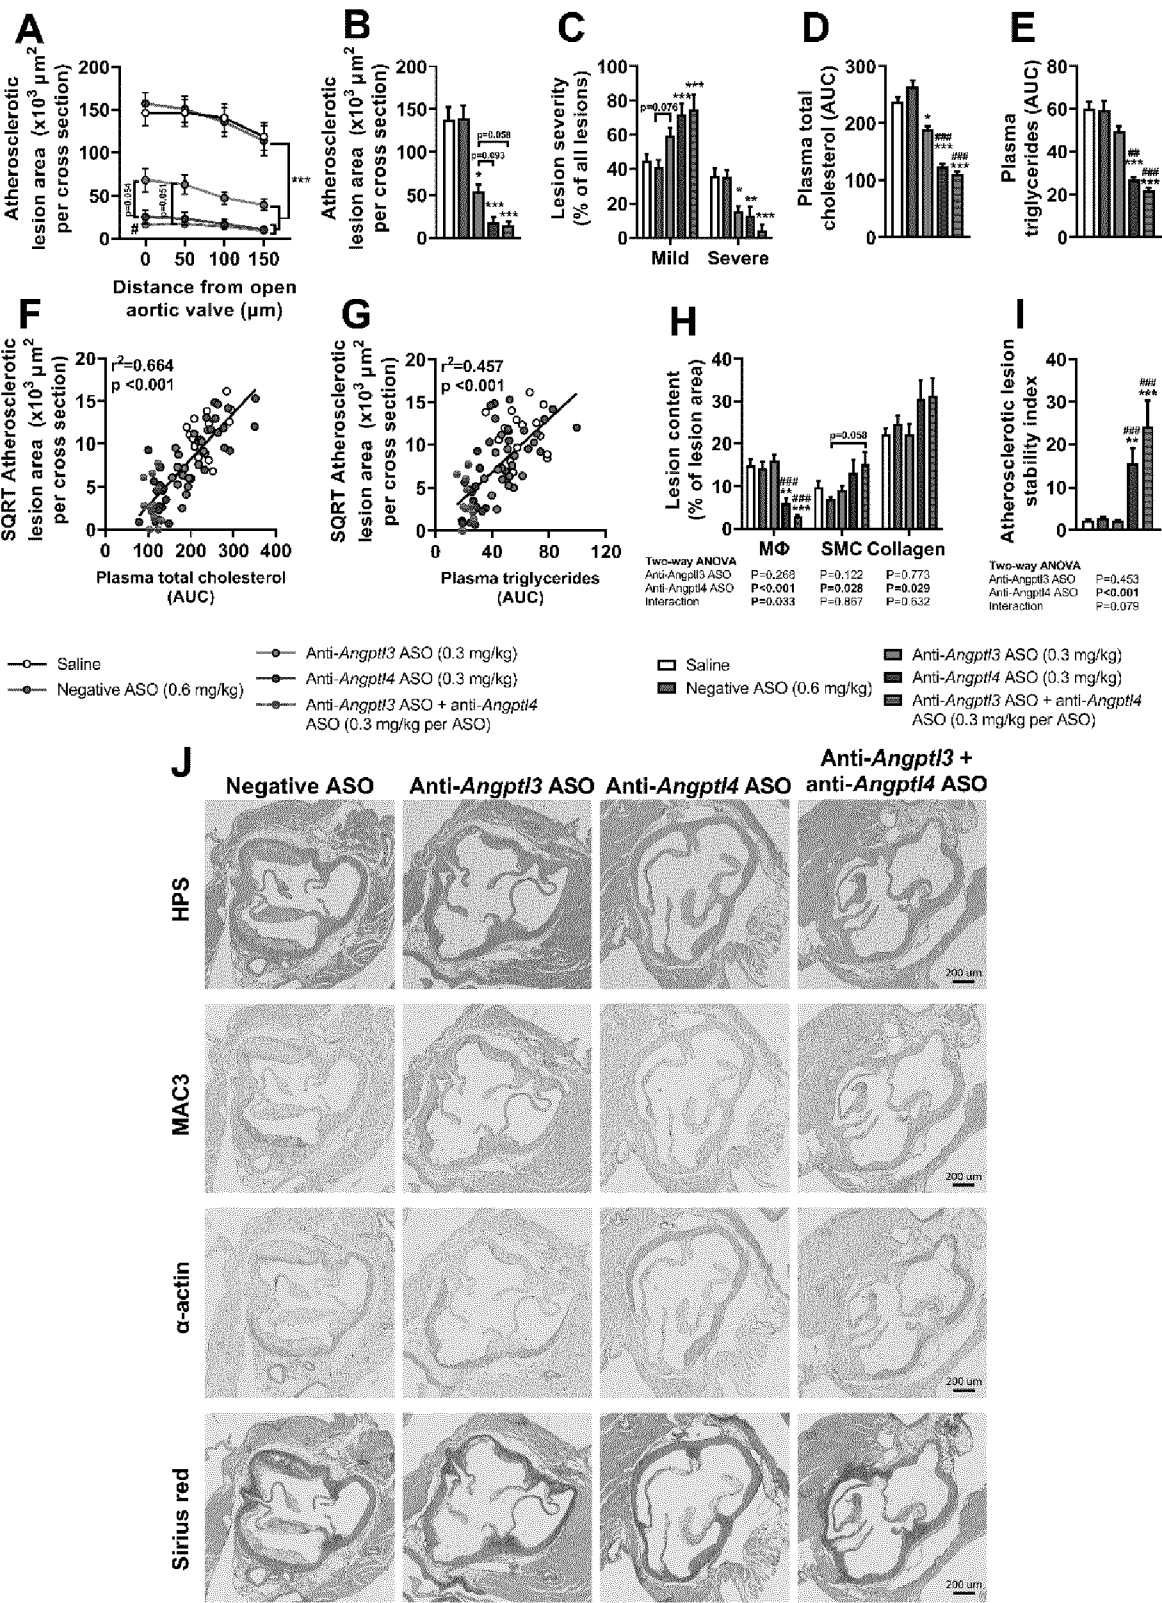 A
Atherosclerotic
lesion area (x10³ µm²
per cross section)
200
150
100
50
0
p=0.054
p=0.051
#
***
0 50 100 150
Distance from open
aortic valve (µm)
B
Atherosclerotic
lesion area (x10³ µm²
per cross section)
200
150
100
50
0
p=0.058
p=0.093
*
***
***
C
Lesion severity
(% of all lesions)
100
80
60
40
20
0
p=0.076
***
***
*
**
***
Mild Severe
D
Plasma total
cholesterol (AUC)
300
200
100
0
*
###
***
###
***
E
Plasma
triglycerides (AUC)
80
60
40
20
0
##
***
###
***
F
SQRT Atherosclerotic
lesion area (x10³ µm²
per cross section)
r²=0.664
p <0.001
20
15
10
5
0
0 100 200 300 400
Plasma total cholesterol
(AUC)
G
SQRT Atherosclerotic
lesion area (x10³ µm²
per cross section)
r²=0.457
p <0.001
20
15
10
5
0
0 40 80 120
Plasma triglycerides
(AUC)
H
Lesion content
(% of lesion area)
40
30
20
10
0
###
**
###
***
p=0.058
MΦ SMC Collagen
Two-way ANOVA
Anti-Angptl3 ASO P=0.268 P=0.122 P=0.773
Anti-Angptl4 ASO P<0.001 P=0.028 P=0.029
Interaction P=0.033 P=0.867 P=0.632
I
Atherosclerotic lesion
stability index
40
30
20
10
0
###
**
###
***
Two-way ANOVA
Anti-Angptl3 ASO P=0.453
Anti-Angptl4 ASO P<0.001
Interaction P=0.079
Saline
Negative ASO (0.6 mg/kg)
Anti-Angptl3 ASO (0.3 mg/kg)
Anti-Angptl4 ASO (0.3 mg/kg)
Anti-Angptl3 ASO + anti-Angptl4
ASO (0.3 mg/kg per ASO)
Saline
Negative ASO (0.6 mg/kg)
Anti-Angptl3 ASO (0.3 mg/kg)
Anti-Angptl4 ASO (0.3 mg/kg)
Anti-Angptl3 ASO + anti-Angptl4
ASO (0.3 mg/kg per ASO)
J
Negative ASO
Anti-Angptl3 ASO
Anti-Angptl4 ASO
Anti-Angptl3 +
anti-Angptl4 ASO
HPS
200 um
MAC3
200 um
α-actin
200 um
Sirius red
200 um